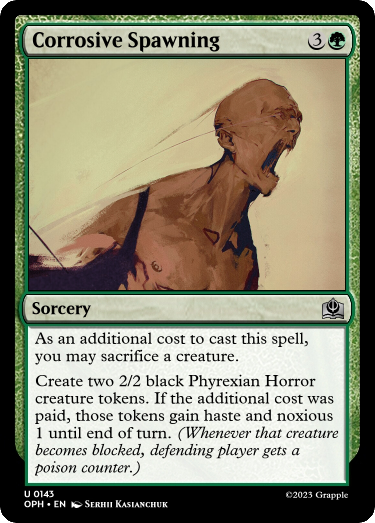 Corrosive Spawning 3
Sorcery
As an additional cost to cast this spell,
you may sacrifice a creature.
Create two 2/2 black Phyrexian Horror
creature tokens. If the additional cost was
paid, those tokens gain haste and noxious
1 until end of turn. (Whenever that creature
becomes blocked, defending player gets a
poison counter.)
U 0143
OPH • EN Serhii Kasianchuk
©2023 Grapple